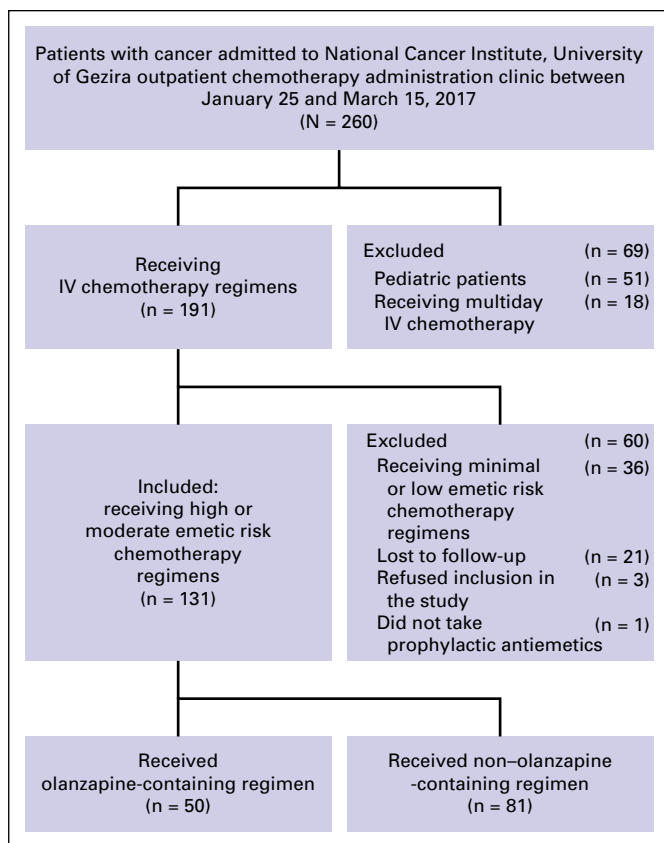 Patients with cancer admitted to National Cancer Institute, University
of Gezira outpatient chemotherapy administration clinic between
January 25 and March 15, 2017
(N = 260)
Receiving
IV chemotherapy regimens
(n = 191)
Excluded (n = 69)
Pediatric patients (n = 51)
Receiving multiday (n = 18)
IV chemotherapy
Included:
receiving high or
moderate emetic risk
chemotherapy
regimens
(n = 131)
Excluded (n = 60)
Receiving minimal (n = 36)
or low emetic risk
chemotherapy
regimens
Lost to follow-up (n = 21)
Refused inclusion in (n = 3)
the study
Did not take (n = 1)
prophylactic antiemetics
Received
olanzapine-containing regimen
(n = 50)
Received non–olanzapine
-containing regimen
(n = 81)